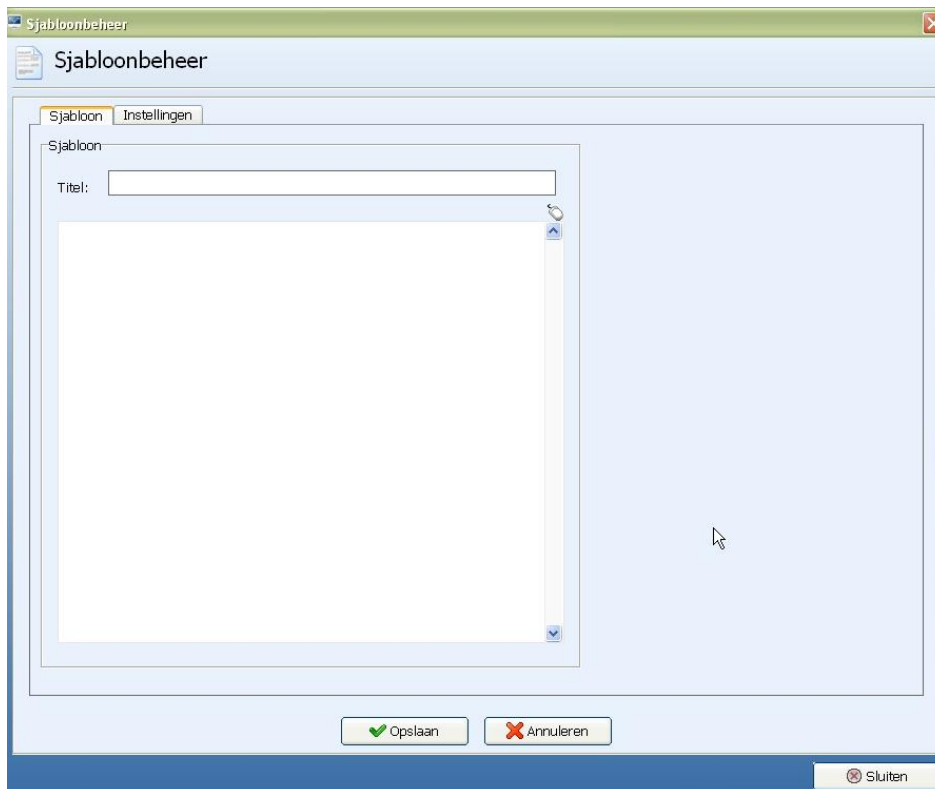 Sjabloonbeheer
Sjabloonbeheer
Sjabloon Instellingen
Sjabloon
Titel:
Opslaan Annuleren
Sluiten